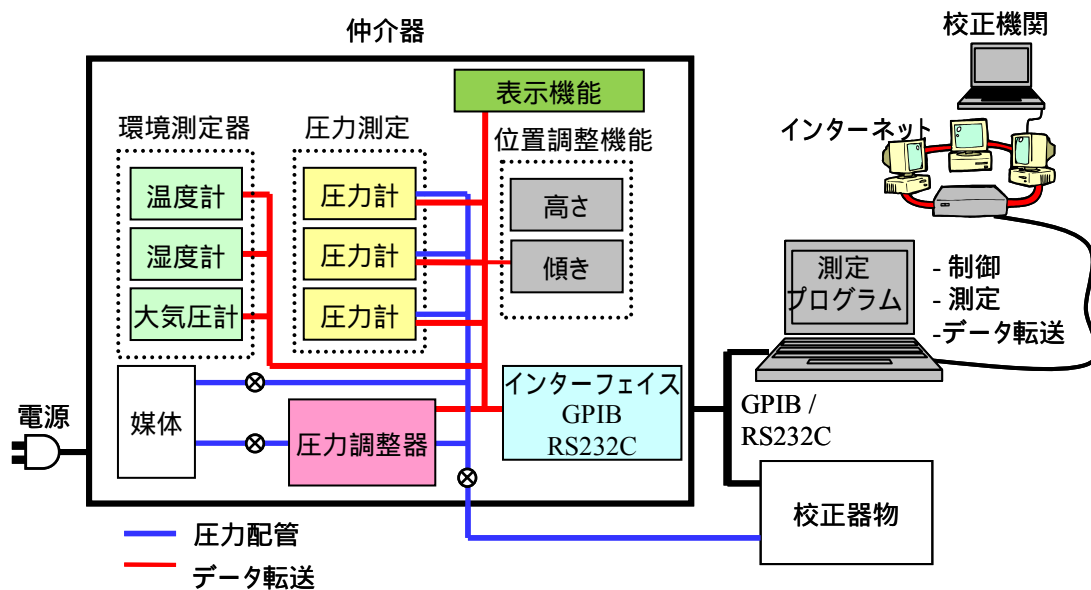 仲介器
校正機関
表示機能
環境測定器
圧力測定
位置調整機能
インターネット
温度計
圧力計
高さ
湿度計
圧力計
傾き
大気圧計
圧力計
測定
プログラム
- 制御
- 測定
-データ転送
電源
媒体
圧力調整器
インターフェイス
GPIB
RS232C
GPIB /
RS232C
校正器物
圧力配管
データ転送